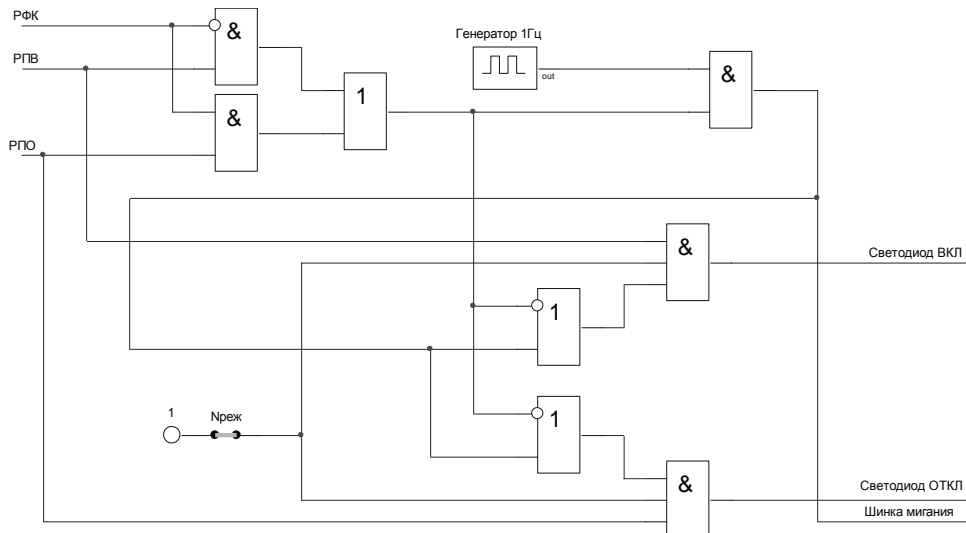 РФК
&
Генератор 1Гц
РПВ
out
&
1
&
РПО
&
Светодиод ВКЛ
1
1
1
Nреж
&
Светодиод ОТКЛ
Шинка мигания